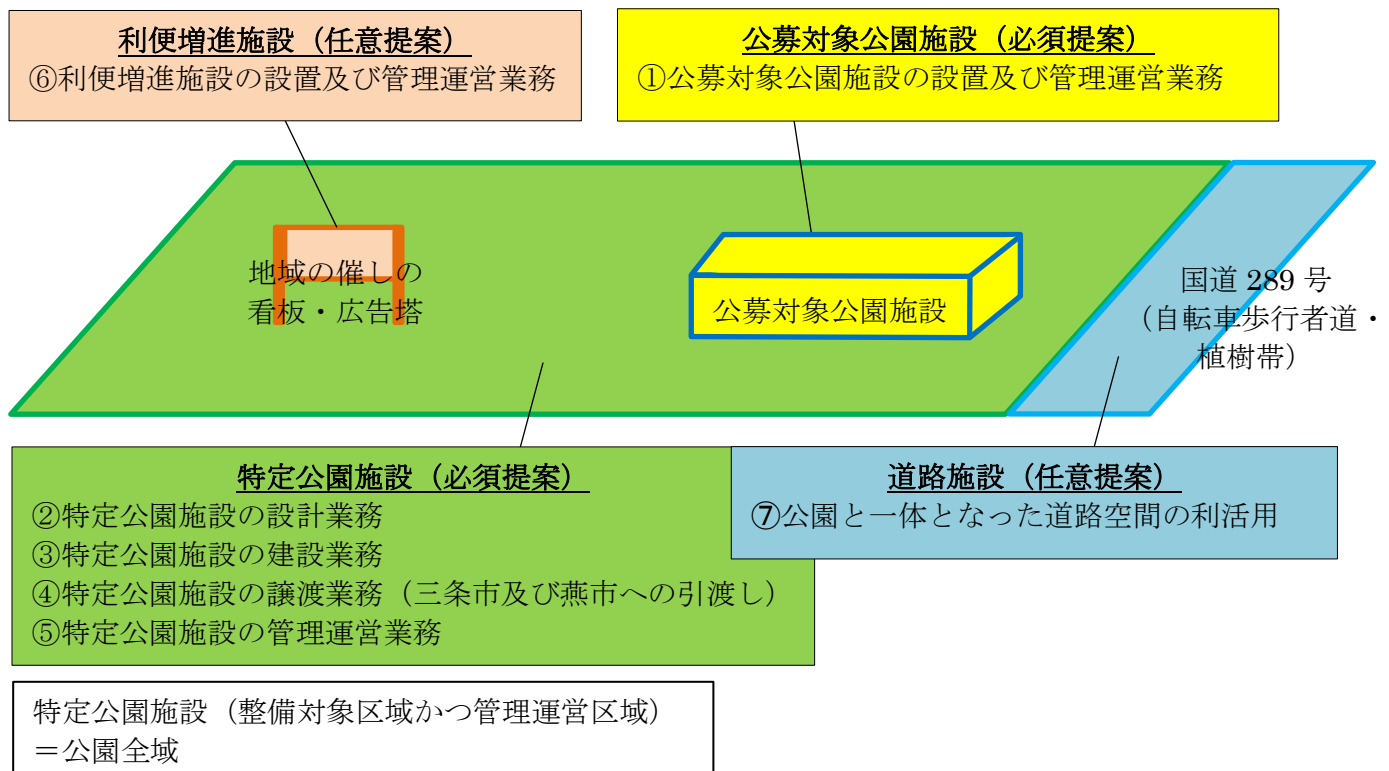 利便増進施設（任意提案）
⑥利便増進施設の設置及び管理運営業務
公募対象公園施設（必須提案）
①公募対象公園施設の設置及び管理運営業務
地域の催しの
看板・広告塔
公募対象公園施設
国道 289 号
（自転車歩行者道・
植樹帯）
特定公園施設（必須提案）
②特定公園施設の設計業務
③特定公園施設の建設業務
④特定公園施設の譲渡業務（三条市及び燕市への引渡し）
⑤特定公園施設の管理運営業務
道路施設（任意提案）
⑦公園と一体となった道路空間の利活用
特定公園施設（整備対象区域かつ管理運営区域）
＝公園全域